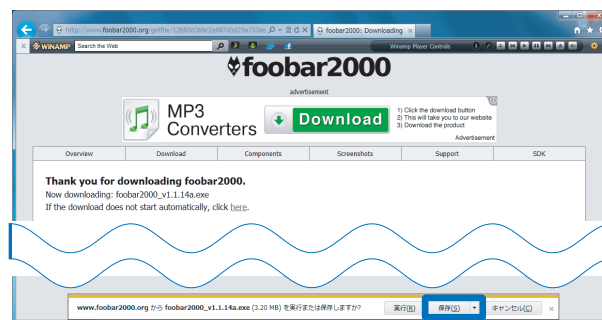 http://www.foobar2000.org/getfile/
foobar2000: Downloading
WINAMP
Search the Web
Winamp Player Controls
foobar2000
advertisement
MP3
Converters
Download
1) Click the download button
2) This will take you to our website
3) Download the product
Advertisement
Overview
Download
Components
Screenshots
Support
SDK
Thank you for downloading foobar2000.
Now downloading: foobar2000_v1.1.14a.exe
If the download does not start automatically, click here.
www.foobar2000.org から foobar2000_v1.1.14a.exe (3.20 MB) を実行または保存しますか?
実行(R)
保存(S)
キャンセル(C)